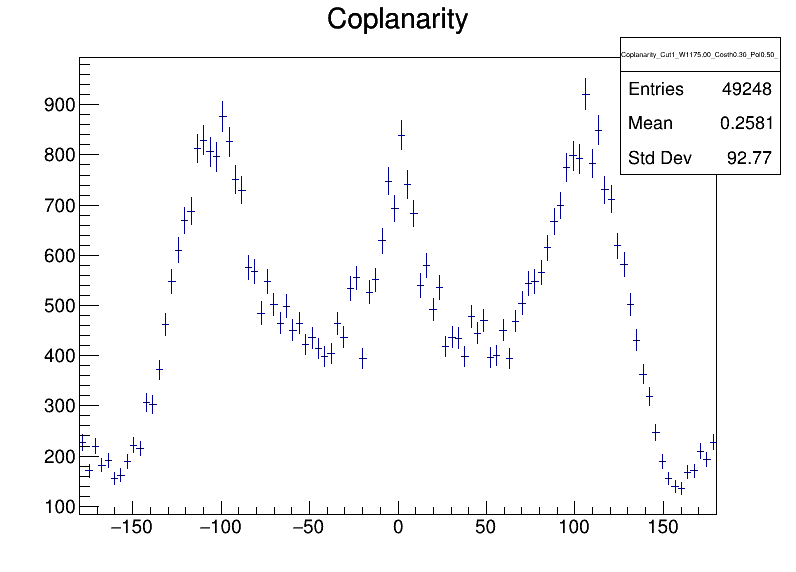 Coplanarity
Coplanarity_Cut1_W1175.00_Costh0.30_Pol0.50_
Entries 49248
Mean 0.2581
Std Dev 92.77
900
800
700
600
500
400
300
200
100
−150 −100 −50 0 50 100 150